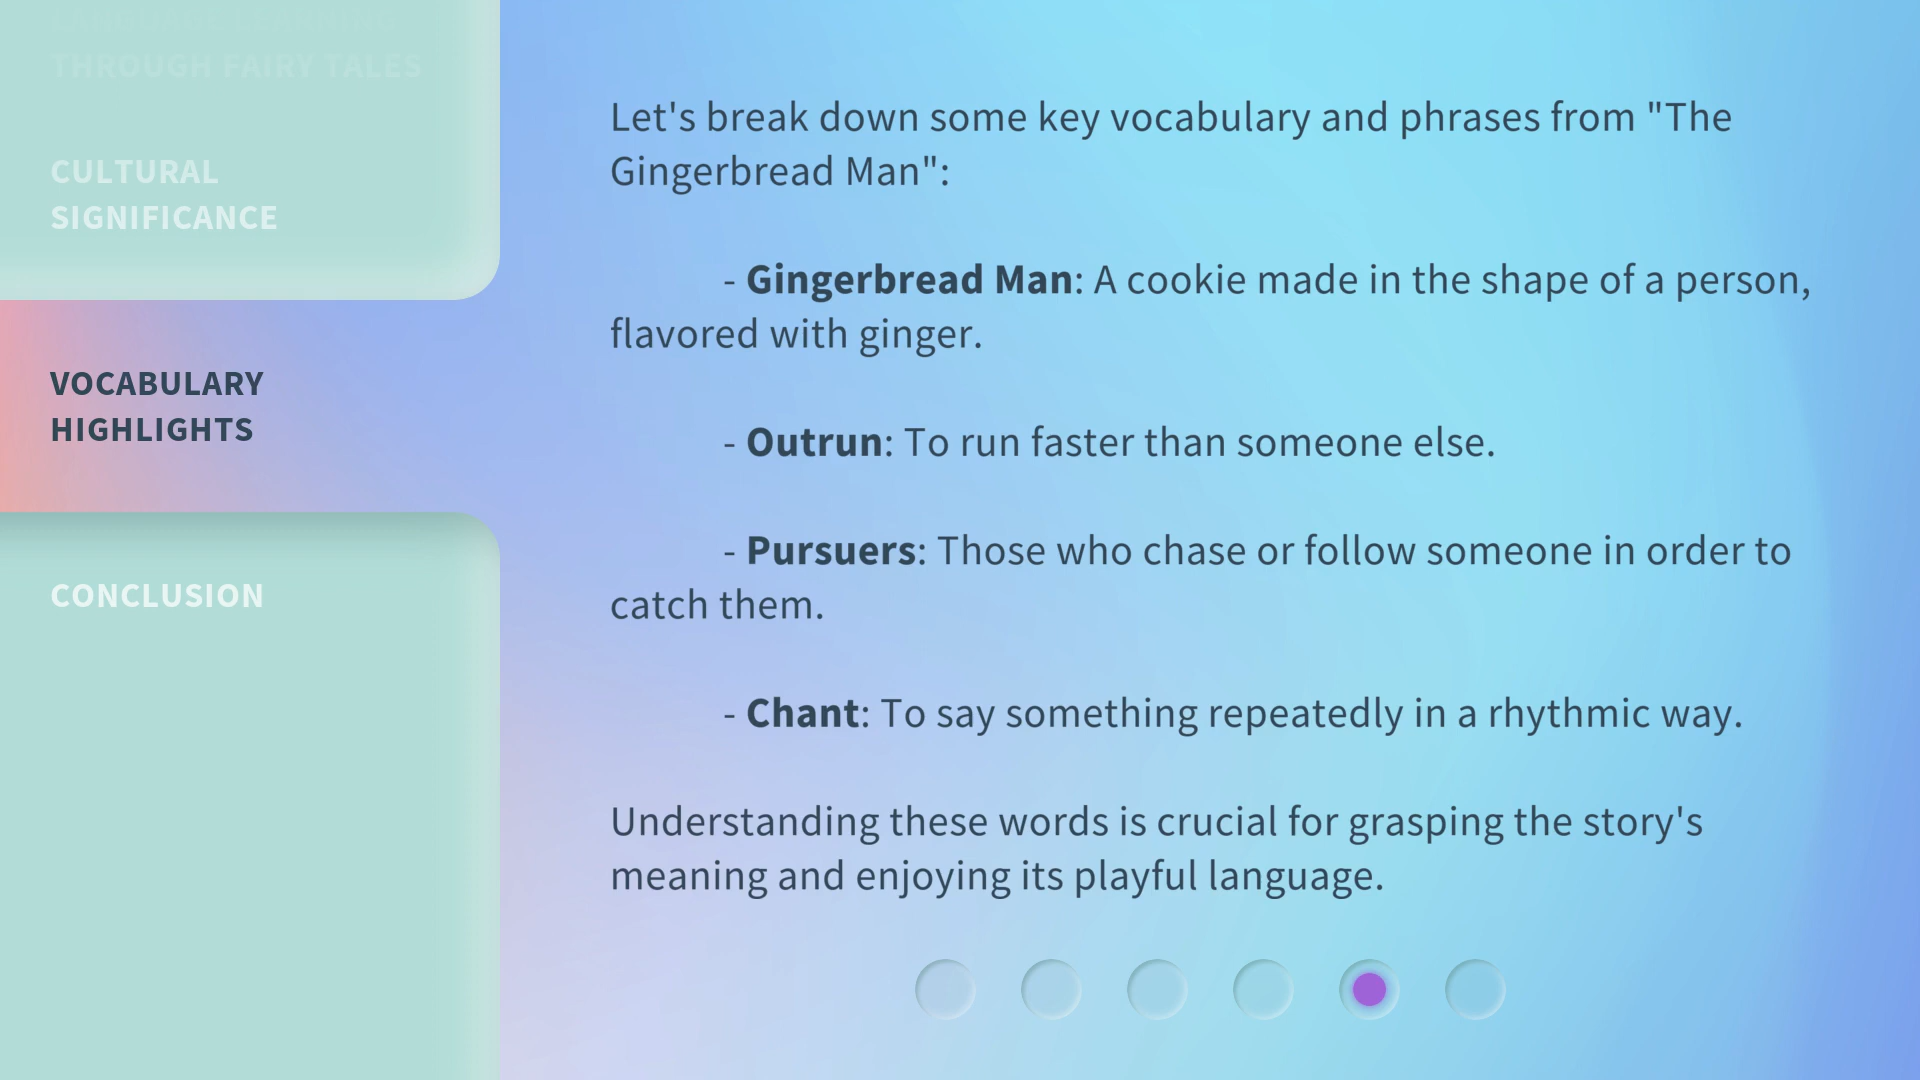 THROUGH FAIRY TALES
CULTURAL
SIGNIFICANCE
VOCABULARY
HIGHLIGHTS
CONCLUSION
Let's break down some key vocabulary and phrases from "The
Gingerbread Man":
- Gingerbread Man: A cookie made in the shape of a person,
flavored with ginger.
- Outrun: To run faster than someone else.
- Pursuers: Those who chase or follow someone in order to
catch them.
- Chant: To say something repeatedly in a rhythmic way.
Understanding these words is crucial for grasping the story's
meaning and enjoying its playful language.